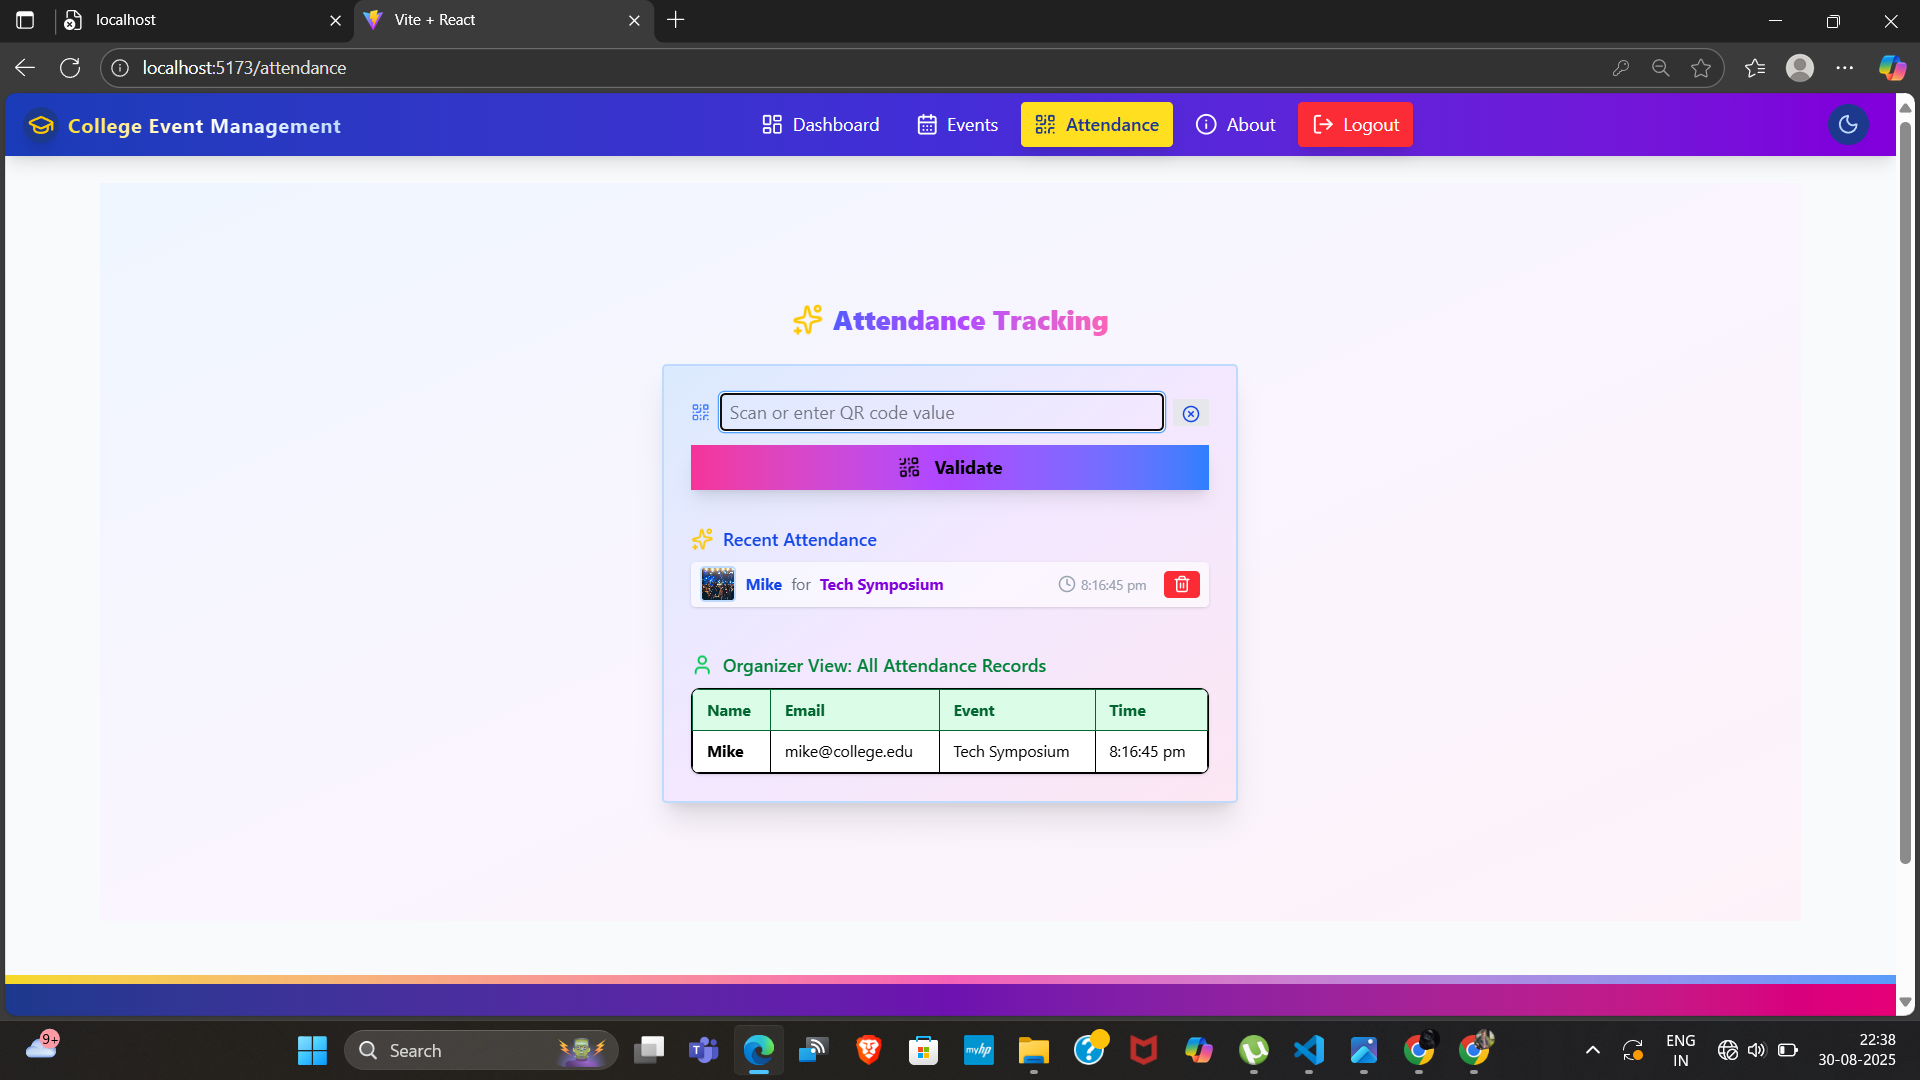 localhost
Vite + React
localhost:5173/attendance
College Event Management
Dashboard
Events
Attendance
About
Logout
Attendance Tracking
Scan or enter QR code value
Validate
Recent Attendance
Mike for Tech Symposium
8:16:45 pm
Organizer View: All Attendance Records
Name Email Event Time
Mike mike@college.edu Tech Symposium 8:16:45 pm
9+
Search
myhp
ENG
IN
22:38
30-08-2025